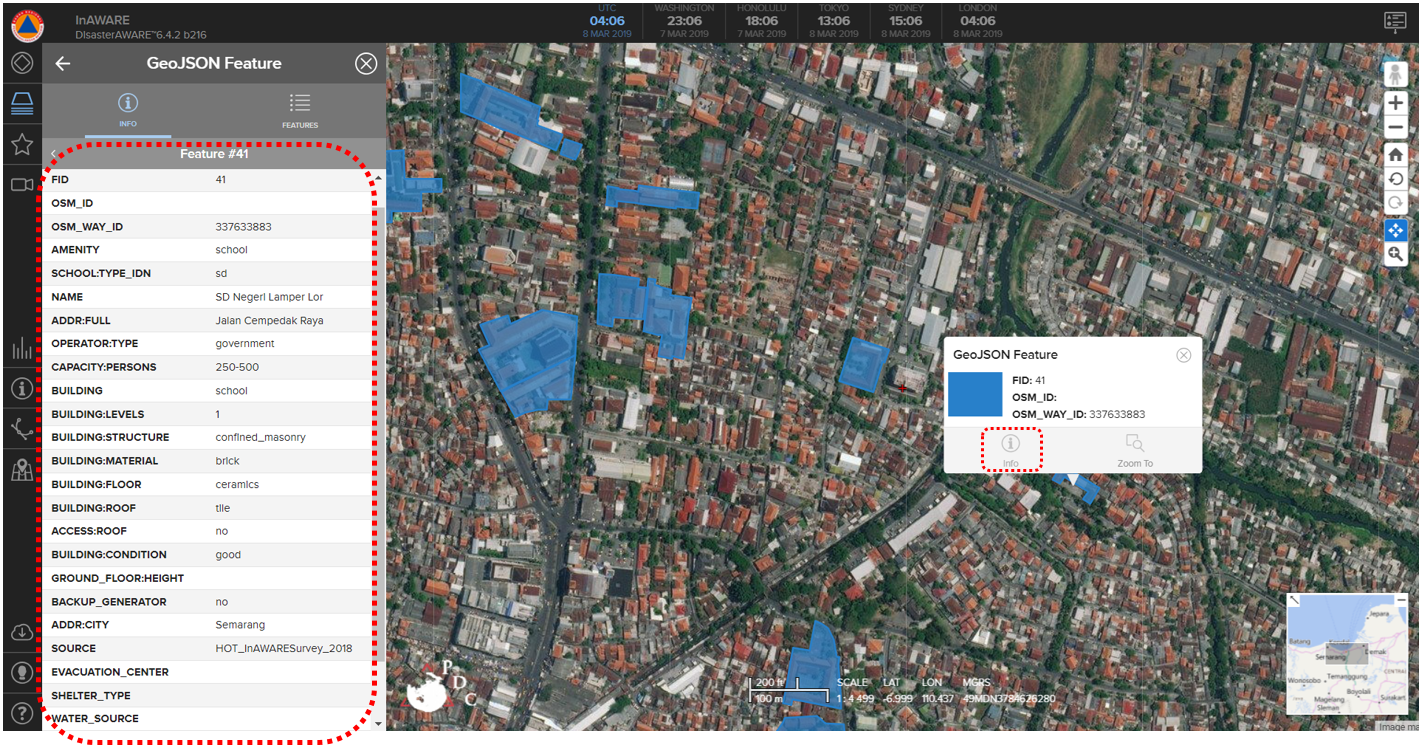 InAWARE
DisasterAWARE™6.4.2 b216
UTC
04:06
8 MAR 2019
WASHINGTON
23:06
7 MAR 2019
HONOLULU
18:06
7 MAR 2019
TOKYO
13:06
8 MAR 2019
SYDNEY
15:06
8 MAR 2019
LONDON
04:06
8 MAR 2019
GeoJSON Feature
INFO
FEATURES
Feature #41
FID 41
OSM_ID
OSM_WAY_ID 337633883
AMENITY school
SCHOOL:TYPE_IDN sd
NAME SD Negeri Lamper Lor
ADDR:FULL Jalan Cempedak Raya
OPERATOR:TYPE government
CAPACITY:PERSONS 250-500
BUILDING school
BUILDING:LEVELS 1
BUILDING:STRUCTURE confined_masonry
BUILDING:MATERIAL brick
BUILDING:FLOOR ceramics
BUILDING:ROOF tile
ACCESS:ROOF no
BUILDING:CONDITION good
GROUND_FLOOR:HEIGHT
BACKUP_GENERATOR no
ADDR:CITY Semarang
SOURCE HOT_InAWARESurvey_2018
EVACUATION_CENTER
SHELTER_TYPE
WATER_SOURCE
GeoJSON Feature
FID: 41
OSM_ID:
OSM_WAY_ID: 337633883
Info
Zoom To
PDC
200 ft
100 m
SCALE
1 : 4 499
LAT
-6.999
LON
110.437
MGRS
49MDN3784676280
Jepara
Batang
Semarang
Demak
Wonosobo
Temanggung
Boyolali
Magelang
Sleman
Surakart
CENTRAL
Image ma